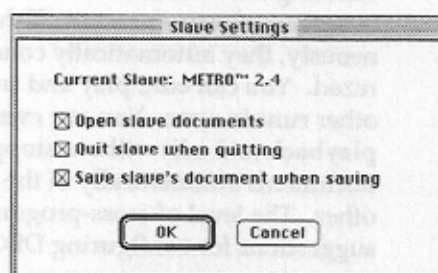 Slave Settings
Current Slave: METRO™ 2.4
Open slave documents
Quit slave when quitting
Save slave's document when saving
OK
Cancel